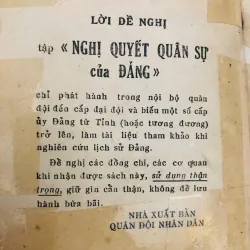 LỜI ĐỀ NGHỊ
tập « NGHỊ QUYẾT QUÂN SỰ
của ĐẢNG »
chỉ phát hành trong nội bộ quân
đội đến cấp đại đội và biếu một số cấp
ủy Đảng từ Tỉnh (hoặc tương đương)
trở lên, làm tài liệu tham khảo khi
nghiên cứu lịch sử Đảng.
Đề nghị các đồng chí, các cơ quan
khi nhận được sách này, sử dụng thận
trọng, giữ gìn cẩn thận, không để lưu
hành bừa bãi.
NHÀ XUẤT BẢN
QUÂN ĐỘI NHÂN DÂN